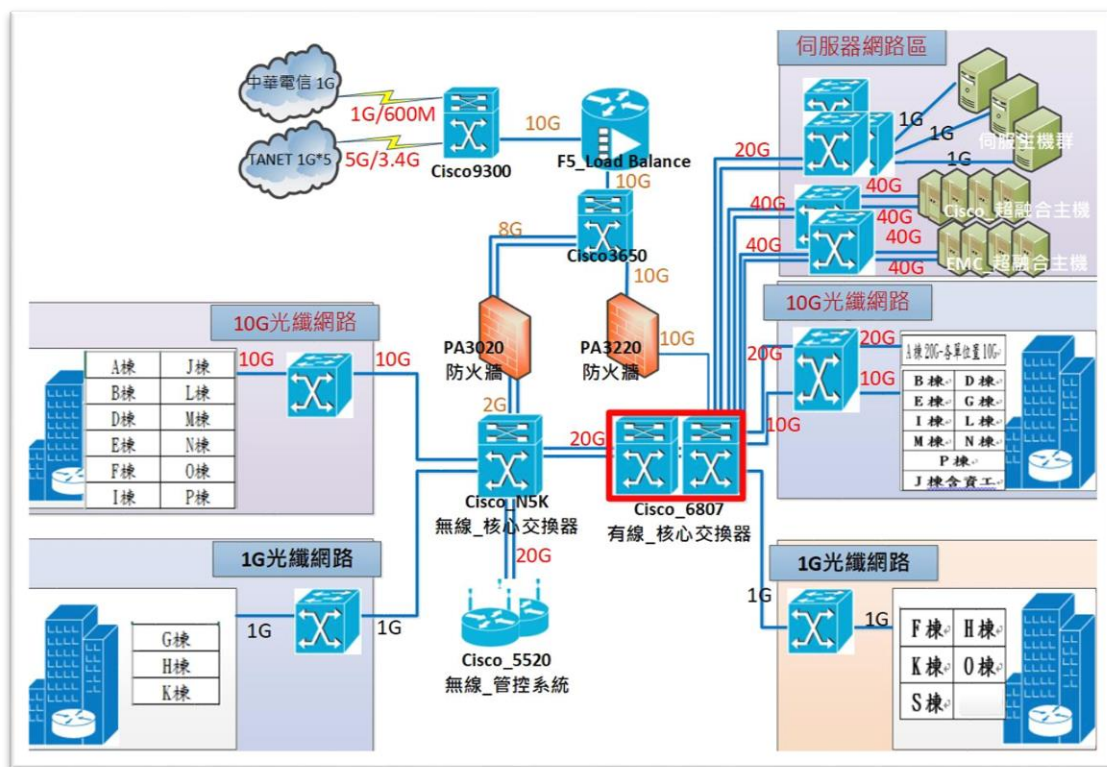 伺服器網路區
中華電信 1G
1G/600M
TANET 1G*5
5G/3.4G
Cisco9300
10G
F5_Load Balance
10G
Cisco3650
8G
10G
20G
1G
1G
1G
伺服主機群
40G
40G
40G
Cisco_超融合主機
40G
40G
40G
EMC_超融合主機
10G光纖網路
10G
10G
A棟 J棟
B棟 L棟
D棟 M棟
E棟 N棟
F棟 O棟
I棟 P棟
PA3020
防火牆
2G
PA3220
防火牆
10G
10G光纖網路
20G
20G
10G
10G
A棟20G-各單位置10G
B棟 D棟
E棟 G棟
I棟 L棟
M棟 N棟
P棟
J棟含資工
20G
Cisco_N5K
無線_核心交換器
Cisco_6807
有線_核心交換器
20G
Cisco_5520
無線_管控系統
1G光纖網路
1G
1G
G棟
H棟
K棟
1G光纖網路
1G
1G
F棟 H棟
K棟 O棟
S棟